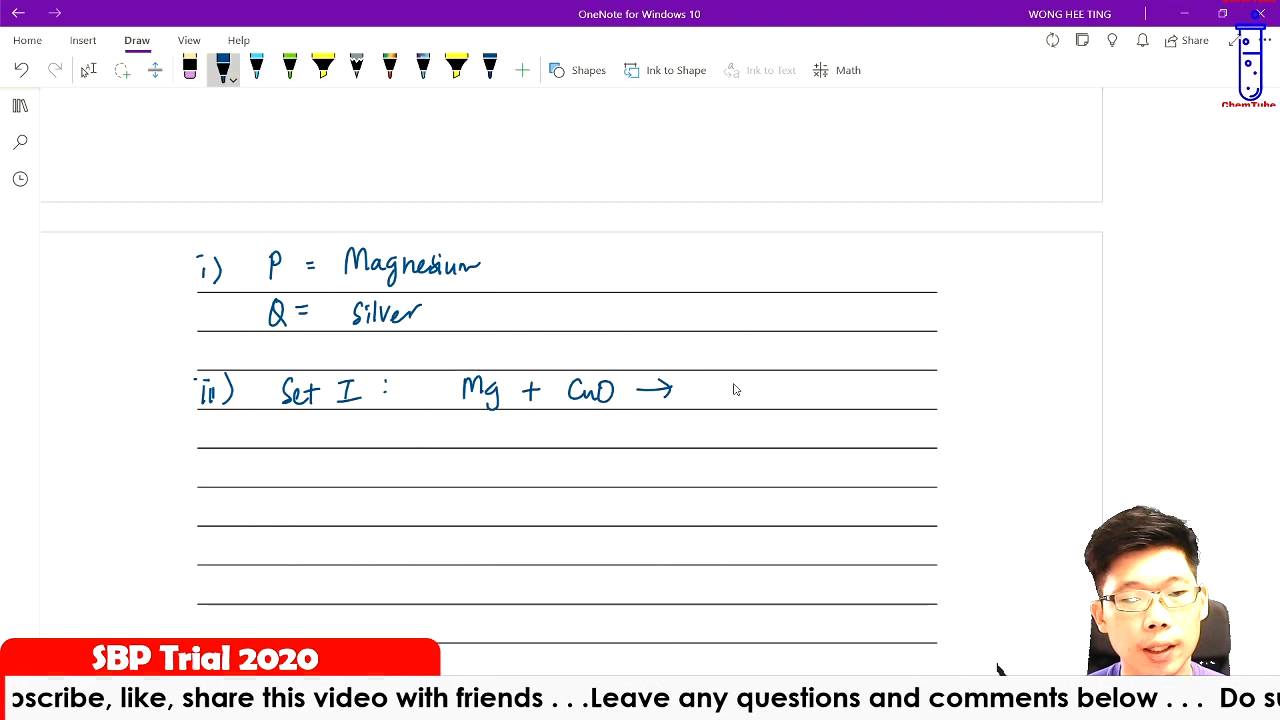 OneNote for Windows 10
WONG HEE TING
Home
Insert
Draw
View
Help
Share
Shapes
Ink to Shape
Ink to Text
Math
ChemTube
i) P = Magnesium
Q = Silver
ii) Set I : Mg + CuO →
SBP Trial 2020
bscribe, like, share this video with friends . . .Leave any questions and comments below . . . Do su